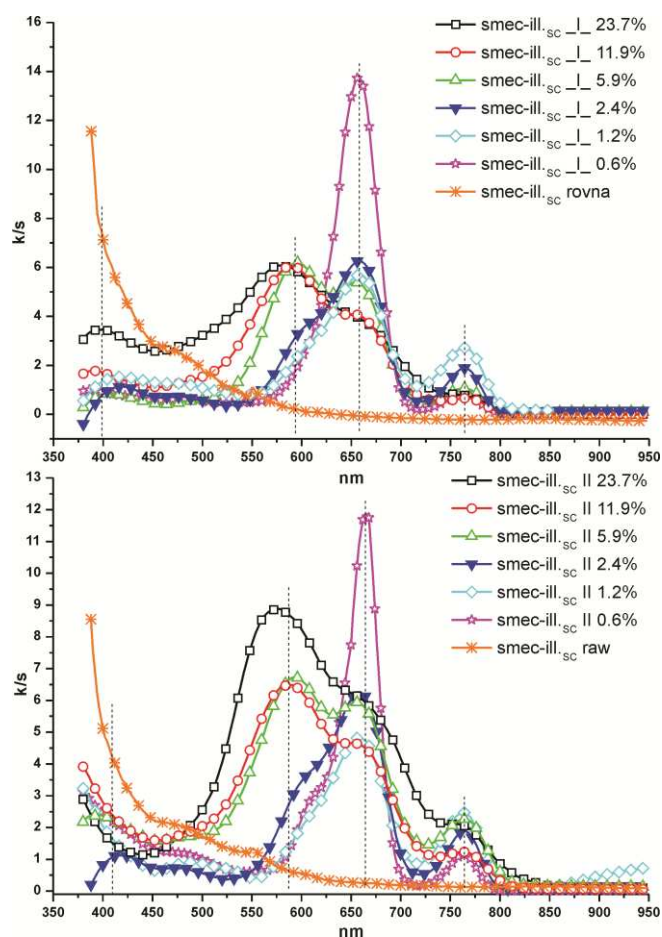 k/s
16
14
12
10
8
6
4
2
0
350 400 450 500 550 600 650 700 750 800 850 900 950
nm
smec-ill.SC _I_ 23.7%
smec-ill.SC _I_ 11.9%
smec-ill.SC _I_ 5.9%
smec-ill.SC _I_ 2.4%
smec-ill.SC _I_ 1.2%
smec-ill.SC _I_ 0.6%
smec-ill.SC rovna
k/s
13
12
11
10
9
8
7
6
5
4
3
2
1
0
350 400 450 500 550 600 650 700 750 800 850 900 950
nm
smec-ill.SC II 23.7%
smec-ill.SC II 11.9%
smec-ill.SC II 5.9%
smec-ill.SC II 2.4%
smec-ill.SC II 1.2%
smec-ill.SC II 0.6%
smec-ill.SC raw